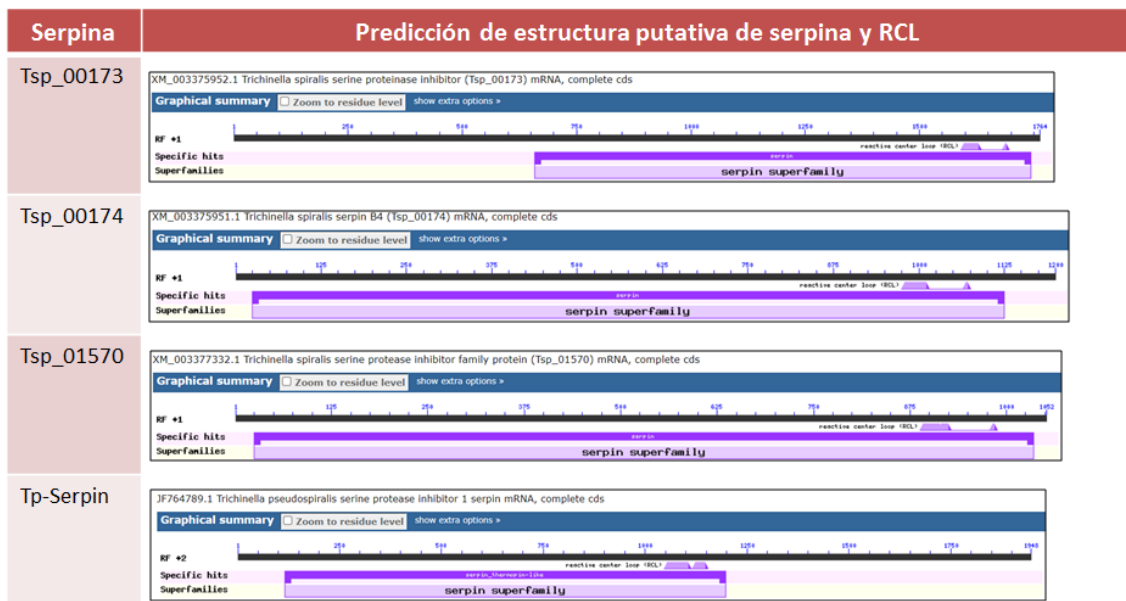 Serpina
Predicción de estructura putativa de serpina y RCL
Tsp_00173
XM_003375952.1 Trichinella spiralis serine proteinase inhibitor (Tsp_00173) mRNA, complete cds
Graphical summary Zoom to residue level show extra options »
1 250 500 750 1000 1250 1500 1764
RF +1
reactive center loop (RCL)
Specific hits serpin
Superfamilies serpin superfamily
Tsp_00174
XM_003375951.1 Trichinella spiralis serpin B4 (Tsp_00174) mRNA, complete cds
Graphical summary Zoom to residue level show extra options »
1 125 250 375 500 625 750 875 1000 1125 1200
RF +1
reactive center loop (RCL)
Specific hits serpin
Superfamilies serpin superfamily
Tsp_01570
XM_003377332.1 Trichinella spiralis serine protease inhibitor family protein (Tsp_01570) mRNA, complete cds
Graphical summary Zoom to residue level show extra options »
1 125 250 375 500 625 750 875 1000 1052
RF +1
reactive center loop (RCL)
Specific hits serpin
Superfamilies serpin superfamily
Tp-Serpin
JF764789.1 Trichinella pseudospiralis serine protease inhibitor 1 serpin mRNA, complete cds
Graphical summary Zoom to residue level show extra options »
1 250 500 750 1000 1250 1500 1750
RF +2
reactive center loop (RCL)
Specific hits serpin_thermopin-like
Superfamilies serpin superfamily